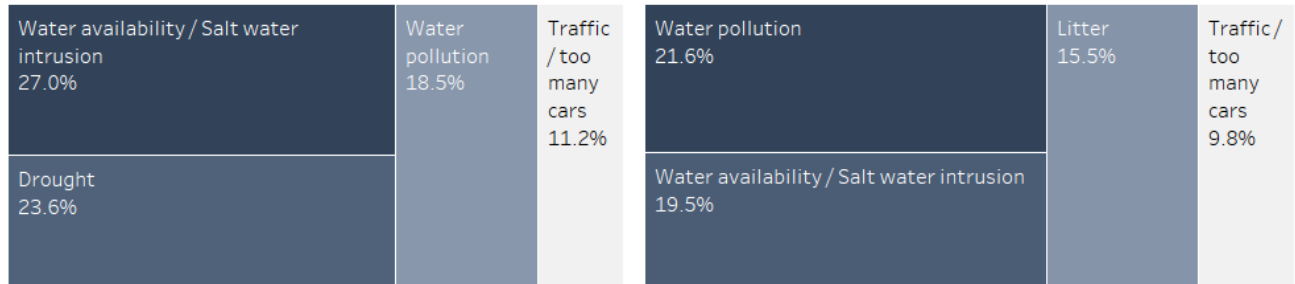 Water availability / Salt water
intrusion
27.0%
Drought
23.6%
Water
pollution
18.5%
Traffic
/ too
many
cars
11.2%
Water pollution
21.6%
Water availability / Salt water intrusion
19.5%
Litter
15.5%
Traffic /
too
many
cars
9.8%